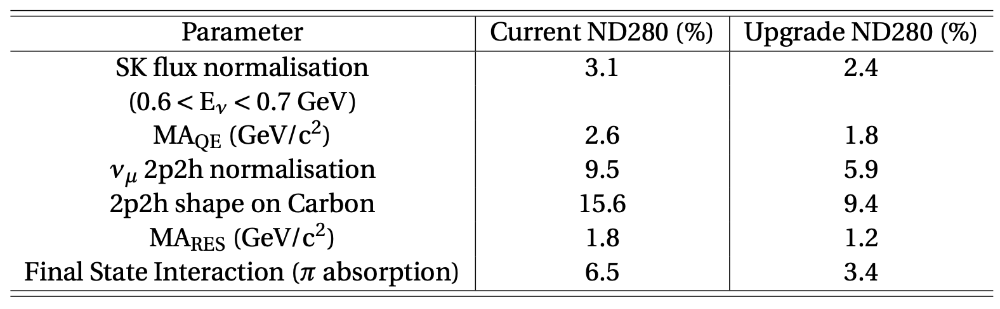 Parameter Current ND280 (%) Upgrade ND280 (%)
SK flux normalisation 3.1 2.4
(0.6 < Eν < 0.7 GeV)
MA_QE (GeV/c²) 2.6 1.8
ν_μ 2p2h normalisation 9.5 5.9
2p2h shape on Carbon 15.6 9.4
MA_RES (GeV/c²) 1.8 1.2
Final State Interaction (π absorption) 6.5 3.4